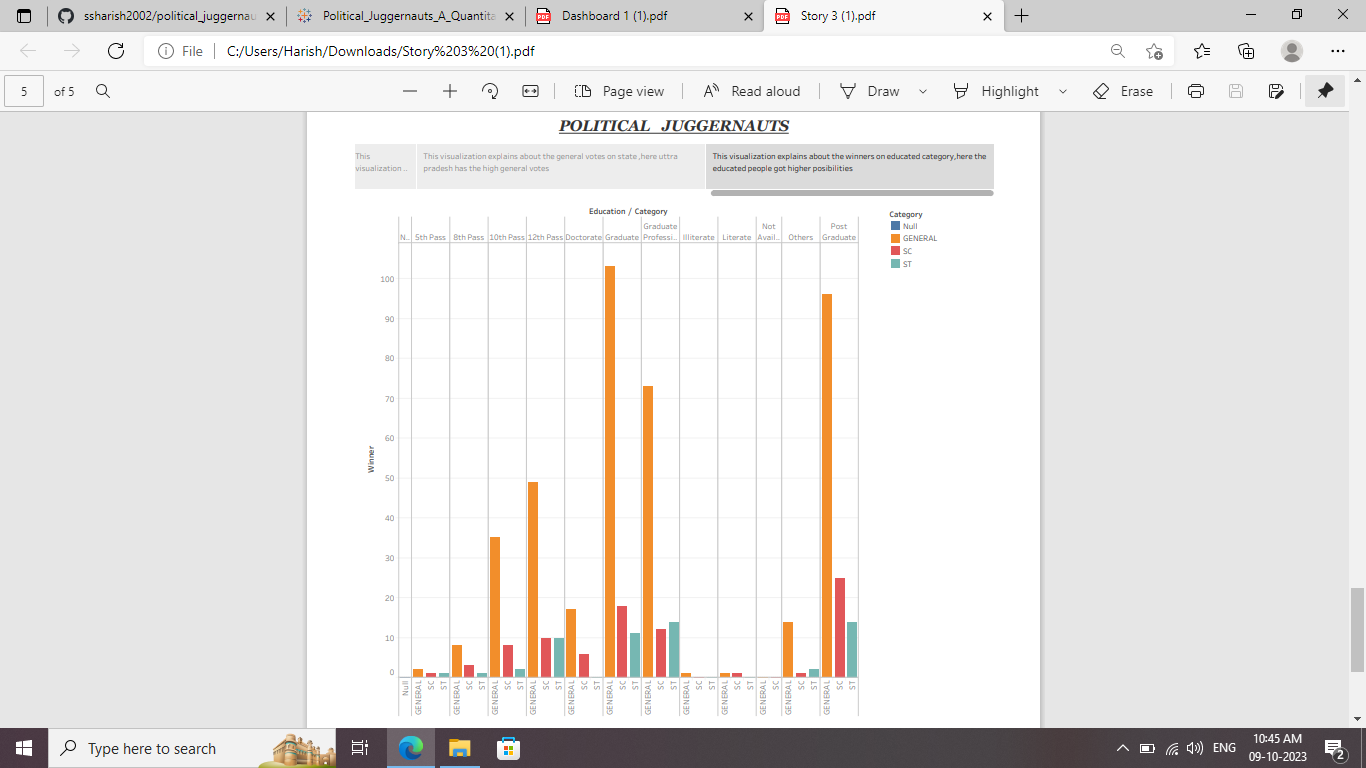 ssharish2002/political_juggernau
Political_Juggernauts_A_Quantita
Dashboard 1 (1).pdf
Story 3 (1).pdf
File
C:/Users/Harish/Downloads/Story%203%20(1).pdf
5 of 5
Page view
Read aloud
Draw
Highlight
Erase
POLITICAL JUGGERNAUTS
This
visualization ..
This visualization explains about the general votes on state ,here uttra
pradesh has the high general votes
This visualization explains about the winners on educated category,here the
educated people got higher posibilities
Education / Category
N..
5th Pass
8th Pass
10th Pass
12th Pass
Doctorate
Graduate
Graduate
Professi..
Illiterate
Literate
Not
Avail..
Others
Post
Graduate
Category
Null
GENERAL
SC
ST
Winner
100
90
80
70
60
50
40
30
20
10
0
Null
GENERAL
SC
ST
GENERAL
SC
ST
GENERAL
SC
ST
GENERAL
SC
ST
GENERAL
SC
ST
GENERAL
SC
ST
GENERAL
SC
ST
GENERAL
SC
ST
GENERAL
SC
ST
GENERAL
SC
GENERAL
SC
ST
GENERAL
SC
ST
Type here to search
ENG
10:45 AM
09-10-2023
2